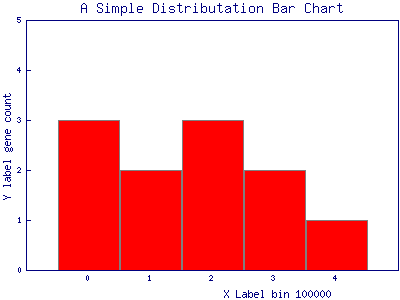 A Simple Distributation Bar Chart
5
4
3
2
1
0
Y label gene count
0 1 2 3 4
X Label bin 100000